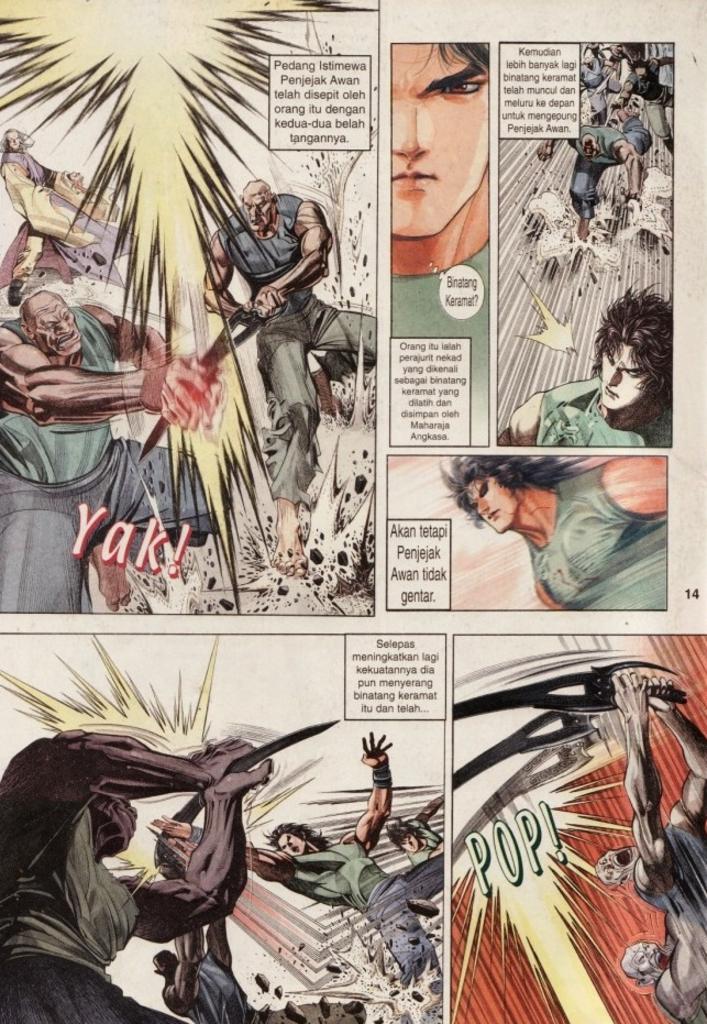 Pedang Istimewa
Penjejak Awan
telah disepit oleh
orang itu dengan
kedua-dua belah
tangannya.
Yak!
Binatang
Keramat?
Orang itu ialah
perajurit nekad
yang dikenali
sebagai binatang
keramat yang
dilatih dan
disimpan oleh
Maharaja
Angkasa.
Kemudian
lebih banyak lagi
binatang keramat
telah muncul dan
meluru ke depan
untuk mengepung
Penjejak Awan.
Akan tetapi
Penjejak
Awan tidak
gentar.
14
Selepas
meningkatkan lagi
kekuatannya dia
pun menyerang
binatang keramat
itu dan telah...
POP!